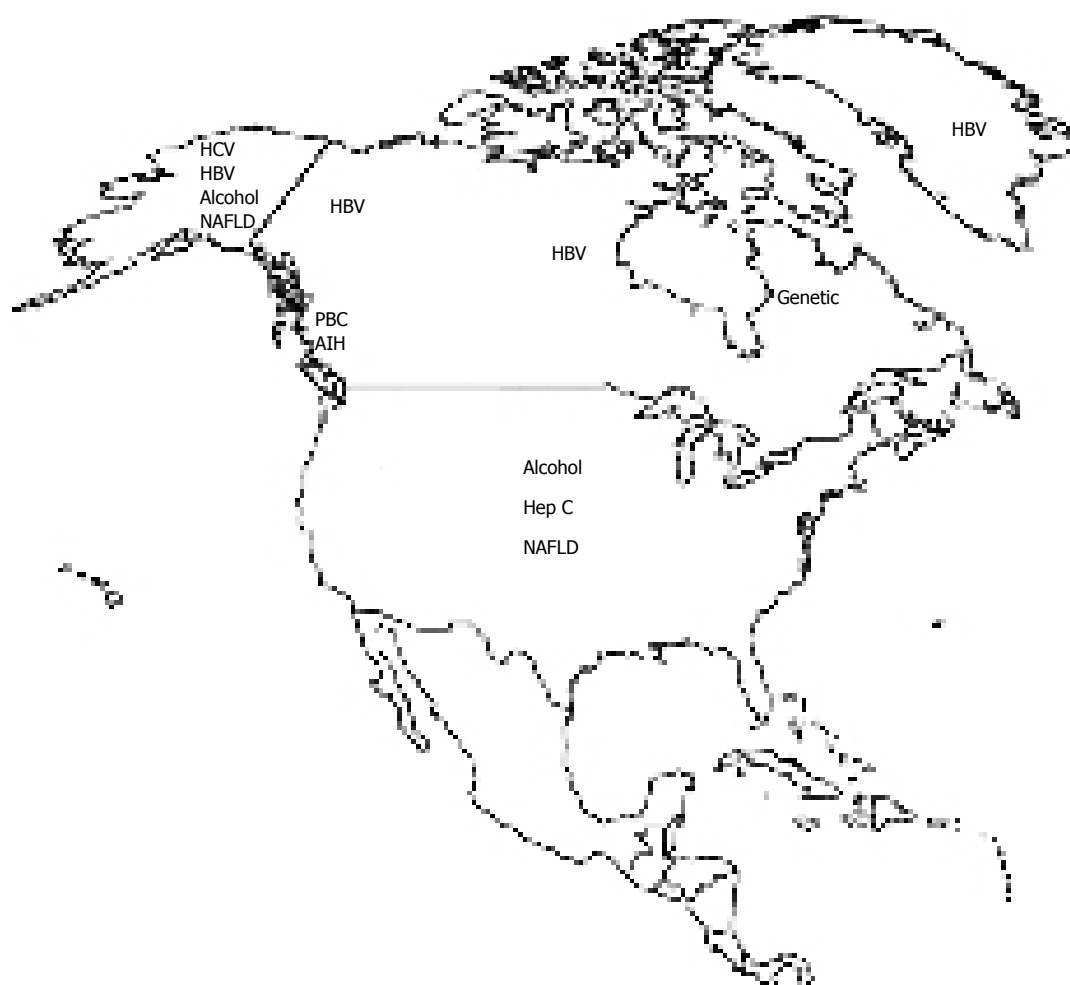 HBV
HCV
HBV
Alcohol
NAFLD
HBV
HBV
Genetic
PBC
AIH
Alcohol
Hep C
NAFLD